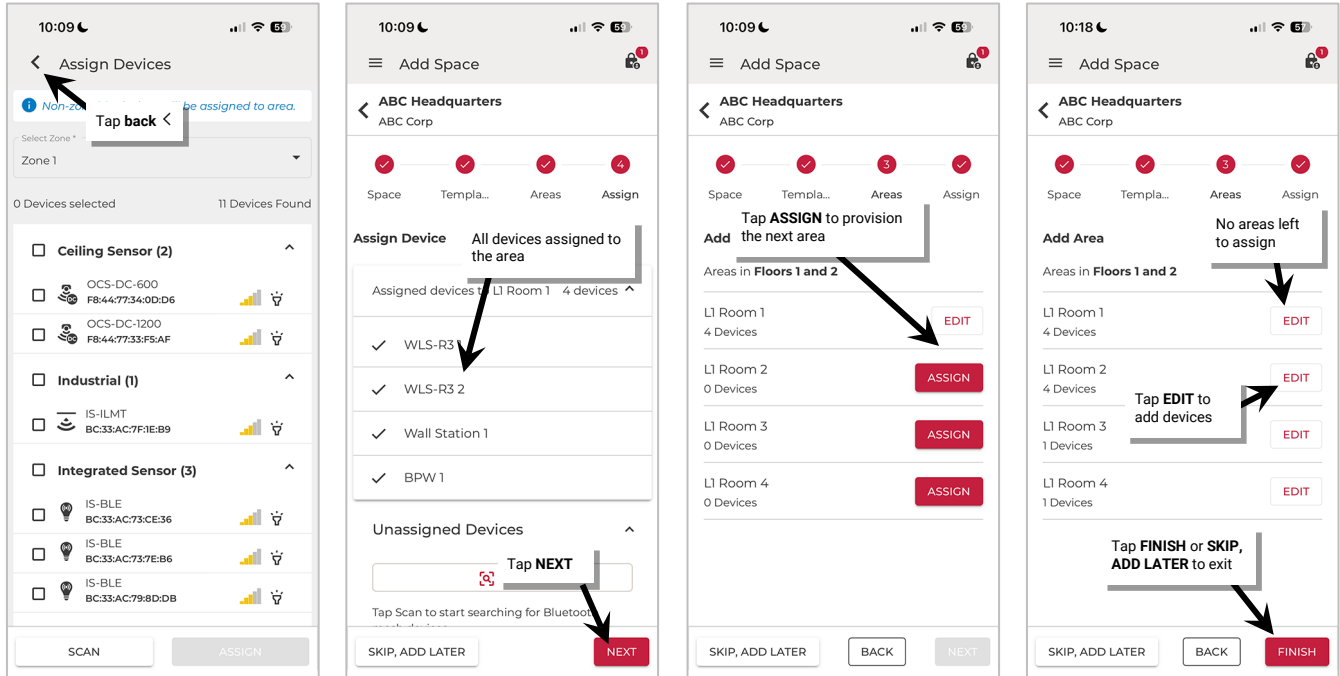 10:09
59
Assign Devices
Non-zo
be assigned to area.
Tap back <
Select Zone *
Zone 1
0 Devices selected
11 Devices Found
Ceiling Sensor (2)
OCS-DC-600
F8:44:77:34:0D:D6
OCS-DC-1200
F8:44:77:33:F5:AF
Industrial (1)
IS-ILMT
BC:33:AC:7F:1E:B9
Integrated Sensor (3)
IS-BLE
BC:33:AC:73:CE:36
IS-BLE
BC:33:AC:73:7E:B6
IS-BLE
BC:33:AC:79:8D:DB
SCAN
ASSIGN
10:09
59
Add Space
1
ABC Headquarters
ABC Corp
4
Space
Templa...
Areas
Assign
Assign Device
All devices assigned to
the area
Assigned devices to L1 Room 1
4 devices
WLS-R3
WLS-R3 2
Wall Station 1
BPW 1
Unassigned Devices
Tap NEXT
Tap Scan to start searching for Bluetooth
SKIP, ADD LATER
NEXT
10:09
59
Add Space
1
ABC Headquarters
ABC Corp
3
Space
Templa...
Areas
Assign
Tap ASSIGN to provision
the next area
Add
Areas in Floors 1 and 2
L1 Room 1
4 Devices
EDIT
L1 Room 2
0 Devices
ASSIGN
L1 Room 3
0 Devices
ASSIGN
L1 Room 4
0 Devices
ASSIGN
SKIP, ADD LATER
BACK
NEXT
10:18
57
Add Space
1
ABC Headquarters
ABC Corp
3
Space
Templa...
Areas
Assign
No areas left
to assign
Add Area
Areas in Floors 1 and 2
L1 Room 1
4 Devices
EDIT
L1 Room 2
4 Devices
EDIT
Tap EDIT to
add devices
L1 Room 3
1 Devices
EDIT
L1 Room 4
1 Devices
EDIT
Tap FINISH or SKIP,
ADD LATER to exit
SKIP, ADD LATER
BACK
FINISH